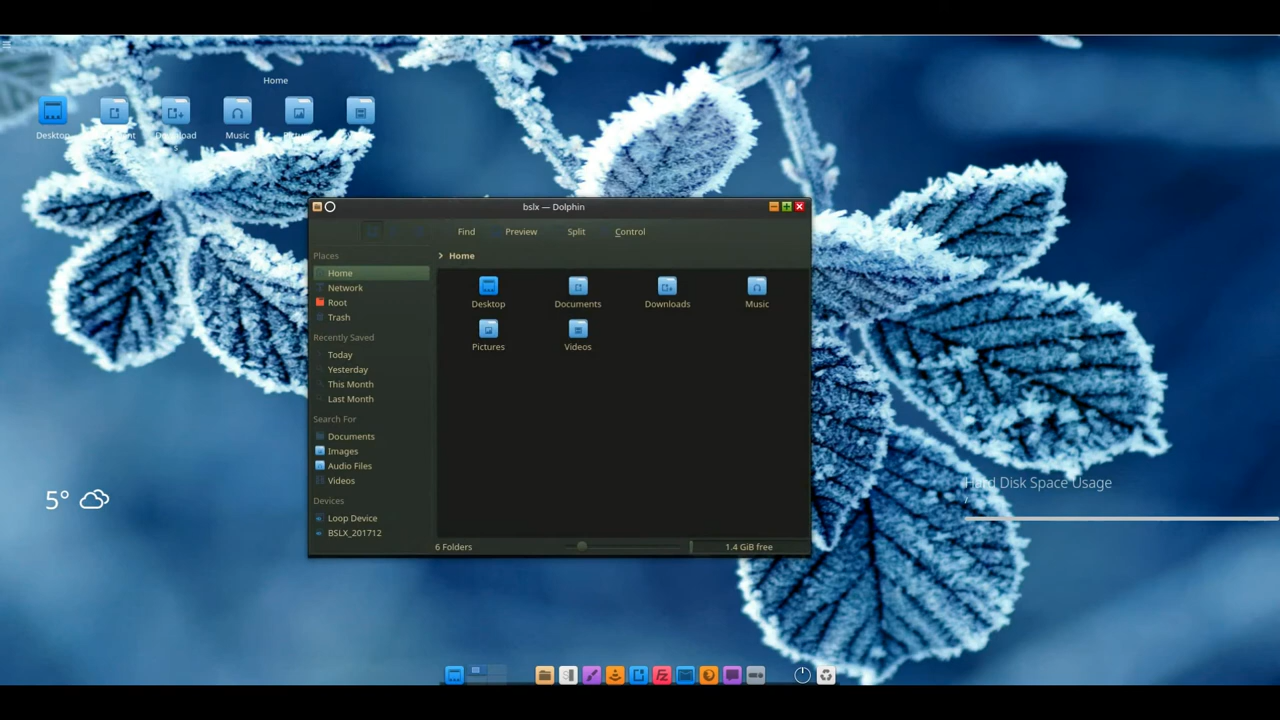 Home
Desktop
Music
bslx — Dolphin
Find Preview Split Control
Places
Home
Network
Root
Trash
Recently Saved
Today
Yesterday
This Month
Last Month
Search For
Documents
Images
Audio Files
Videos
Devices
Loop Device
BSLX_201712
> Home
Desktop Documents Downloads Music
Pictures Videos
6 Folders 1.4 GiB free
5°
Hard Disk Space Usage
/
Fz